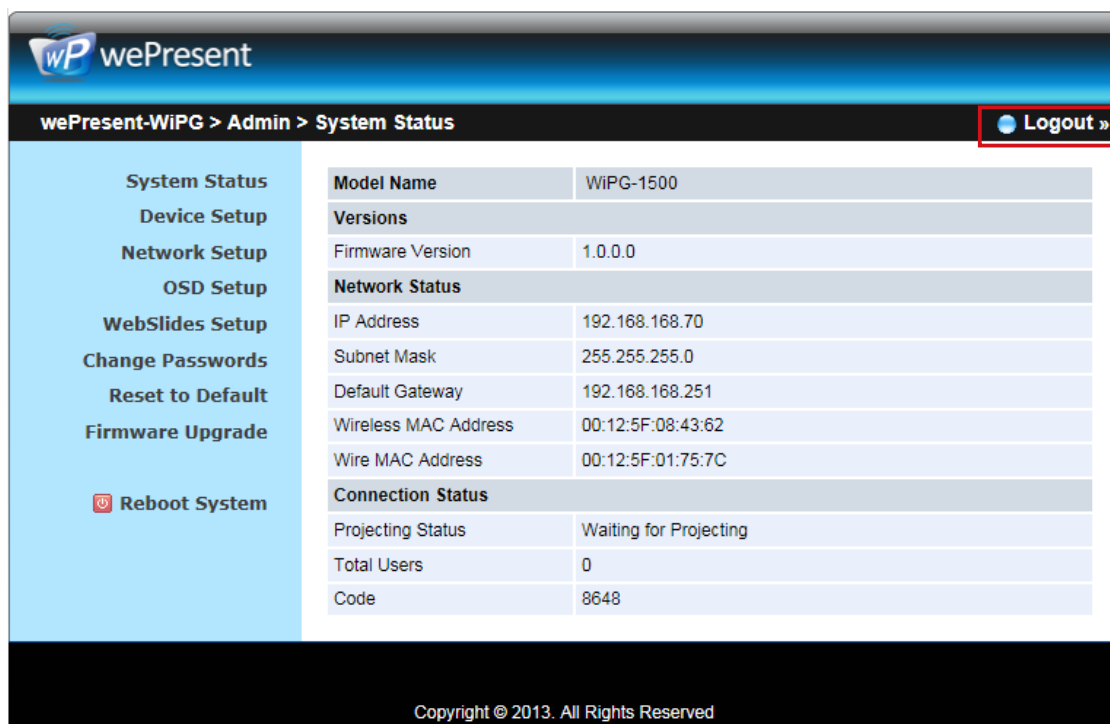 wP wePresent
wePresent-WiPG > Admin > System Status
Logout »
System Status
Device Setup
Network Setup
OSD Setup
WebSlides Setup
Change Passwords
Reset to Default
Firmware Upgrade
Reboot System
Model Name WiPG-1500
Versions
Firmware Version 1.0.0.0
Network Status
IP Address 192.168.168.70
Subnet Mask 255.255.255.0
Default Gateway 192.168.168.251
Wireless MAC Address 00:12:5F:08:43:62
Wire MAC Address 00:12:5F:01:75:7C
Connection Status
Projecting Status Waiting for Projecting
Total Users 0
Code 8648
Copyright © 2013. All Rights Reserved